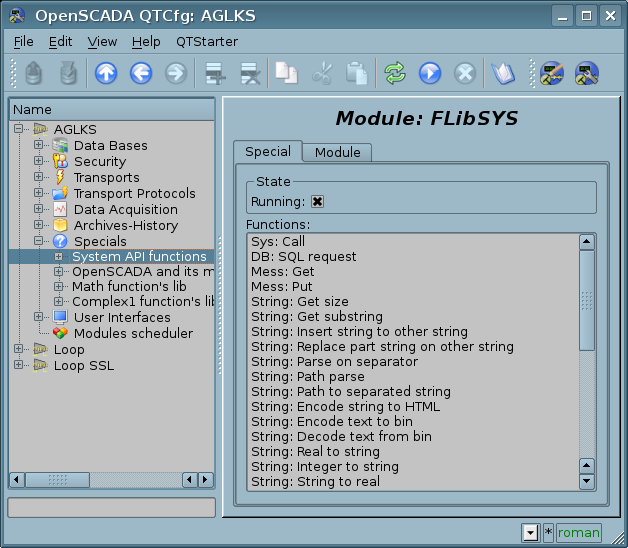 OpenSCADA QTCfg: AGLKS
File Edit View Help QTStarter
Name
AGLKS
Data Bases
Security
Transports
Transport Protocols
Data Acquisition
Archives-History
Specials
System API functions
OpenSCADA and its m
Math function's lib
Complex1 function's lib
User Interfaces
Modules scheduler
Loop
Loop SSL
Module: FLibSYS
Special Module
State
Running:
Functions:
Sys: Call
DB: SQL request
Mess: Get
Mess: Put
String: Get size
String: Get substring
String: Insert string to other string
String: Replace part string on other string
String: Parse on separator
String: Path parse
String: Path to separated string
String: Encode string to HTML
String: Encode text to bin
String: Decode text from bin
String: Real to string
String: Integer to string
String: String to real
* roman